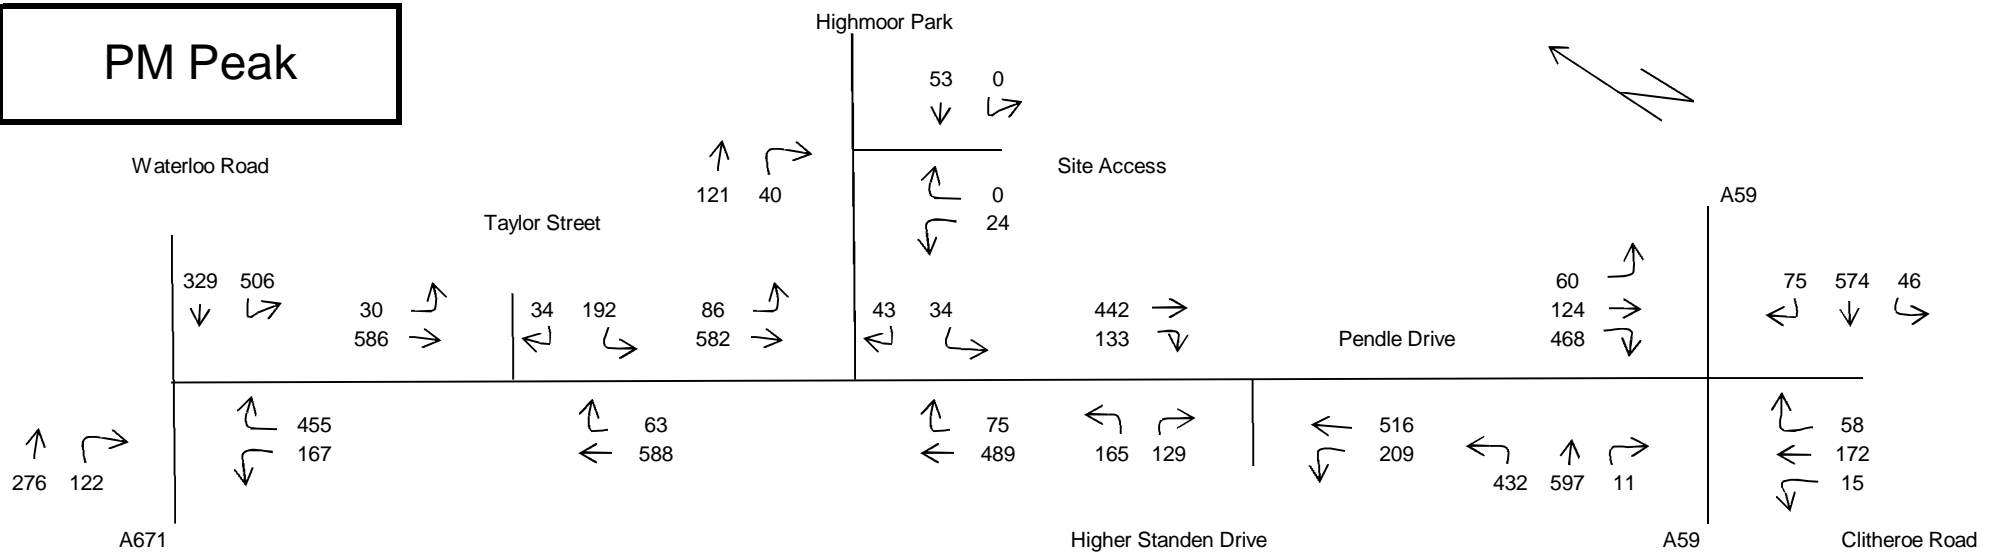 Highmoor Park
PM Peak
53 0
Waterloo Road
Site Access
121 40
0
A59
Taylor Street
24
329 506
60
75 574 46
30
34 192
86
43 34
442
124
586
582
133
Pendle Drive
468
455
63
75
516
58
167
588
489
165 129
209
172
276 122
432 597 11
15
A671
Higher Standen Drive
A59
Clitheroe Road